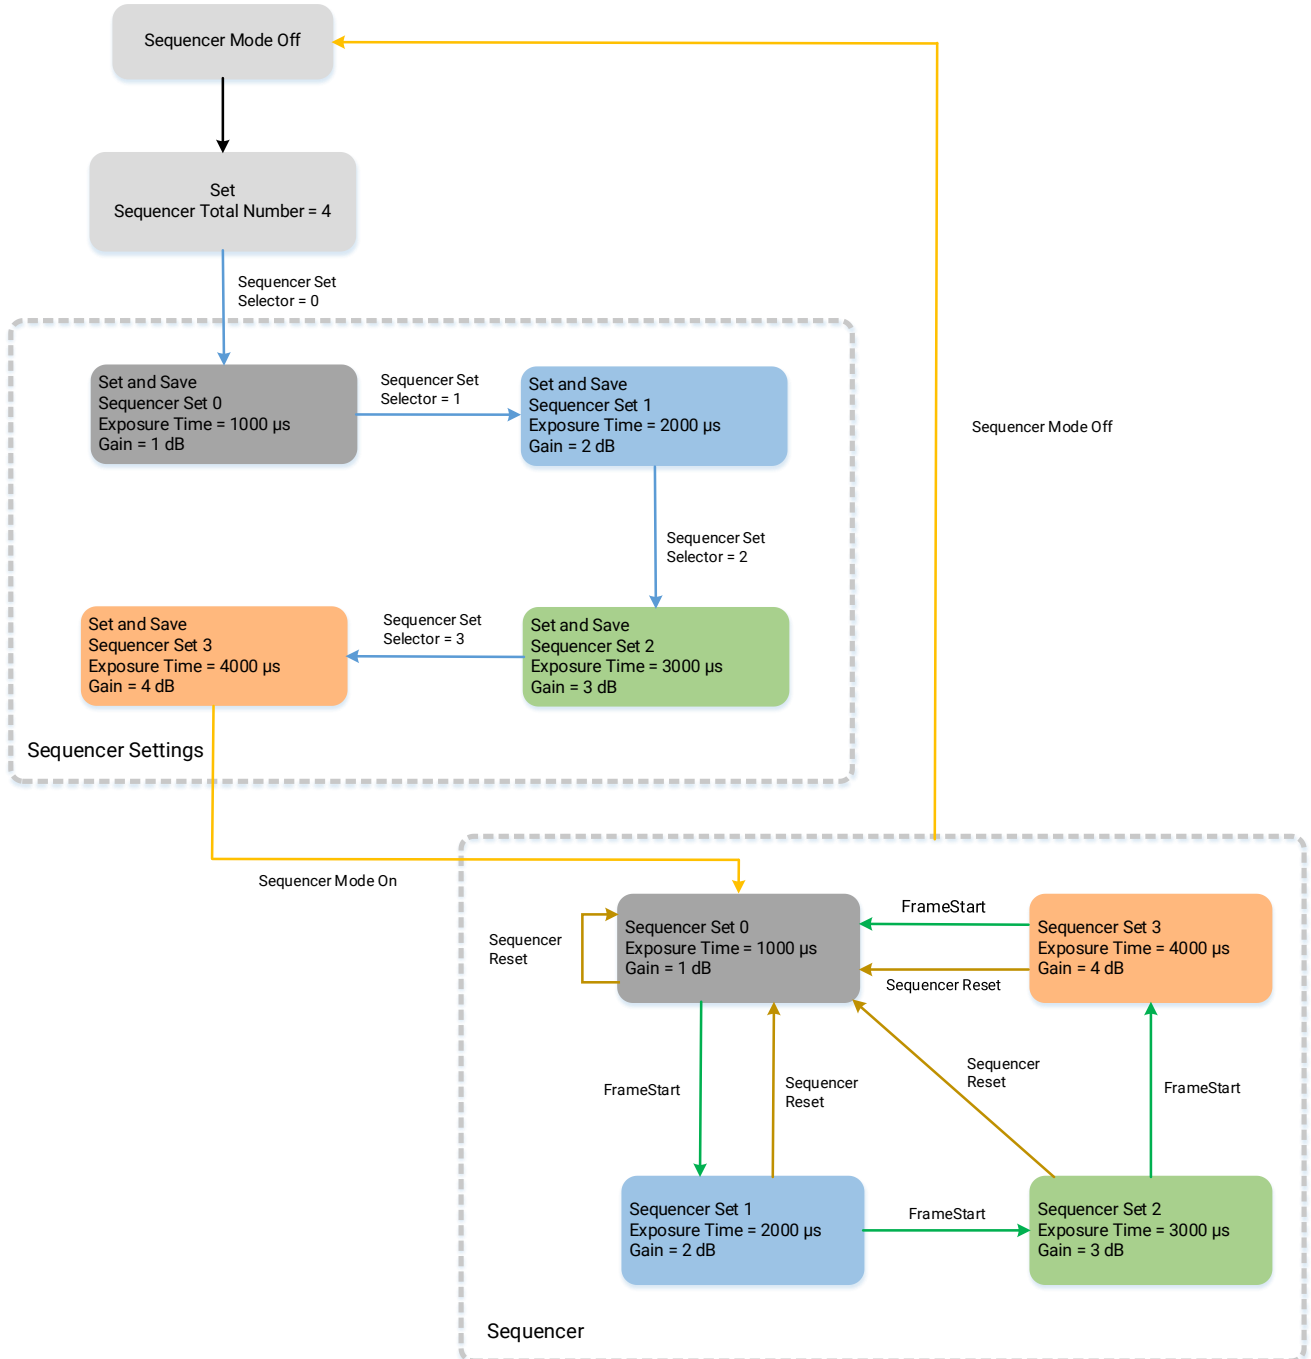 Sequencer Mode Off
Set
Sequencer Total Number = 4
Sequencer Set
Selector = 0
Set and Save
Sequencer Set 0
Exposure Time = 1000 µs
Gain = 1 dB
Sequencer Set
Selector = 1
Set and Save
Sequencer Set 1
Exposure Time = 2000 µs
Gain = 2 dB
Sequencer Mode Off
Sequencer Set
Selector = 2
Set and Save
Sequencer Set 3
Exposure Time = 4000 µs
Gain = 4 dB
Sequencer Set
Selector = 3
Set and Save
Sequencer Set 2
Exposure Time = 3000 µs
Gain = 3 dB
Sequencer Settings
Sequencer Mode On
Sequencer
Reset
Sequencer Set 0
Exposure Time = 1000 µs
Gain = 1 dB
FrameStart
Sequencer Reset
Sequencer Set 3
Exposure Time = 4000 µs
Gain = 4 dB
FrameStart
Sequencer
Reset
Sequencer
Reset
FrameStart
Sequencer Set 1
Exposure Time = 2000 µs
Gain = 2 dB
FrameStart
Sequencer Set 2
Exposure Time = 3000 µs
Gain = 3 dB
Sequencer